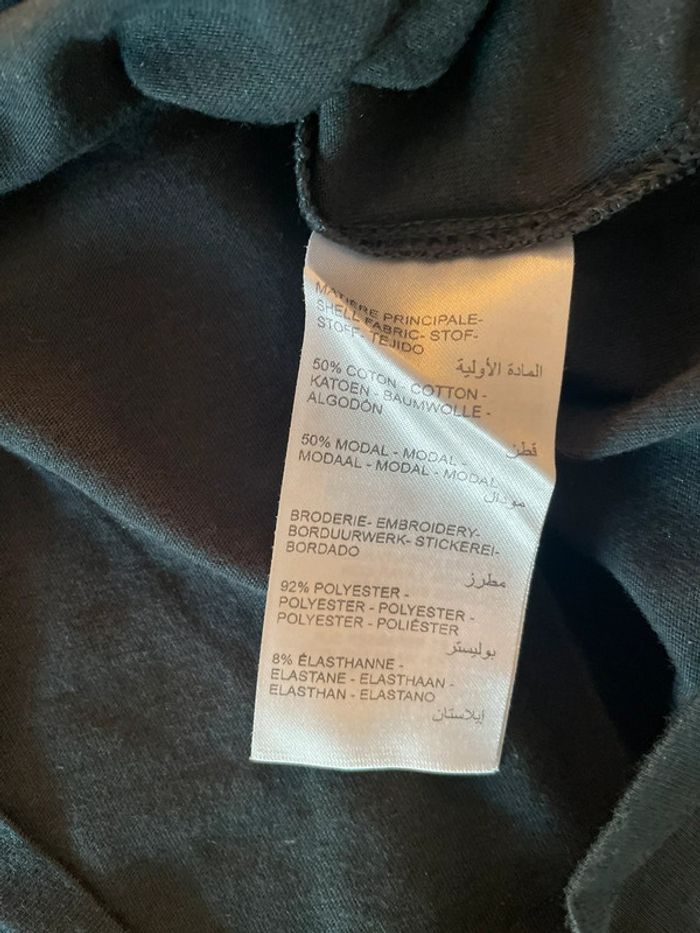 MATIÈRE PRINCIPALE-
SHELL FABRIC- STOF-
STOFF- TEJIDO
المادة الأولية
50% COTON - COTTON -
KATOEN - BAUMWOLLE -
ALGODÓN
قطن
50% MODAL - MODAL -
MODAAL - MODAL - MODAL
مودال
BRODERIE- EMBROIDERY-
BORDUURWERK- STICKEREI-
BORDADO
مطرز
92% POLYESTER -
POLYESTER - POLYESTER -
POLYESTER - POLIÉSTER
بوليستر
8% ÉLASTHANNE -
ELASTANE - ELASTHAAN -
ELASTHAN - ELASTANO
إيلاستان